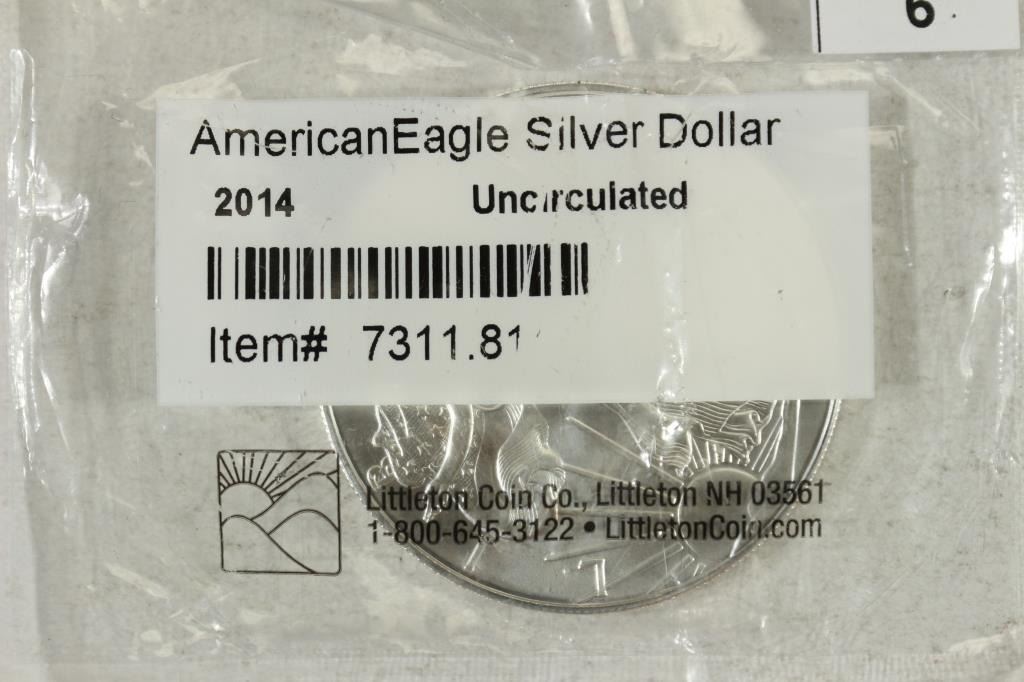 6
AmericanEagle Silver Dollar
2014 Uncirculated
Item# 7311.81
Littleton Coin Co., Littleton NH 03561
1-800-645-3122 • LittletonCoin.com
L